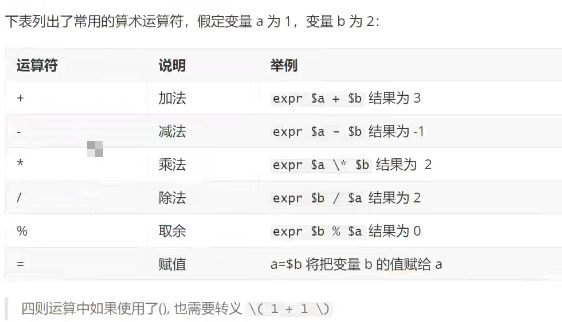 下表列出了常用的算术运算符，假定变量 a 为 1，变量 b 为 2：
运算符 说明 举例
+ 加法 expr $a + $b 结果为 3
- 减法 expr $a - $b 结果为 -1
* 乘法 expr $a \* $b 结果为 2
/ 除法 expr $b / $a 结果为 2
% 取余 expr $b % $a 结果为 0
= 赋值 a=$b 将把变量 b 的值赋给 a
四则运算中如果使用了(), 也需要转义 \( 1 + 1 \)